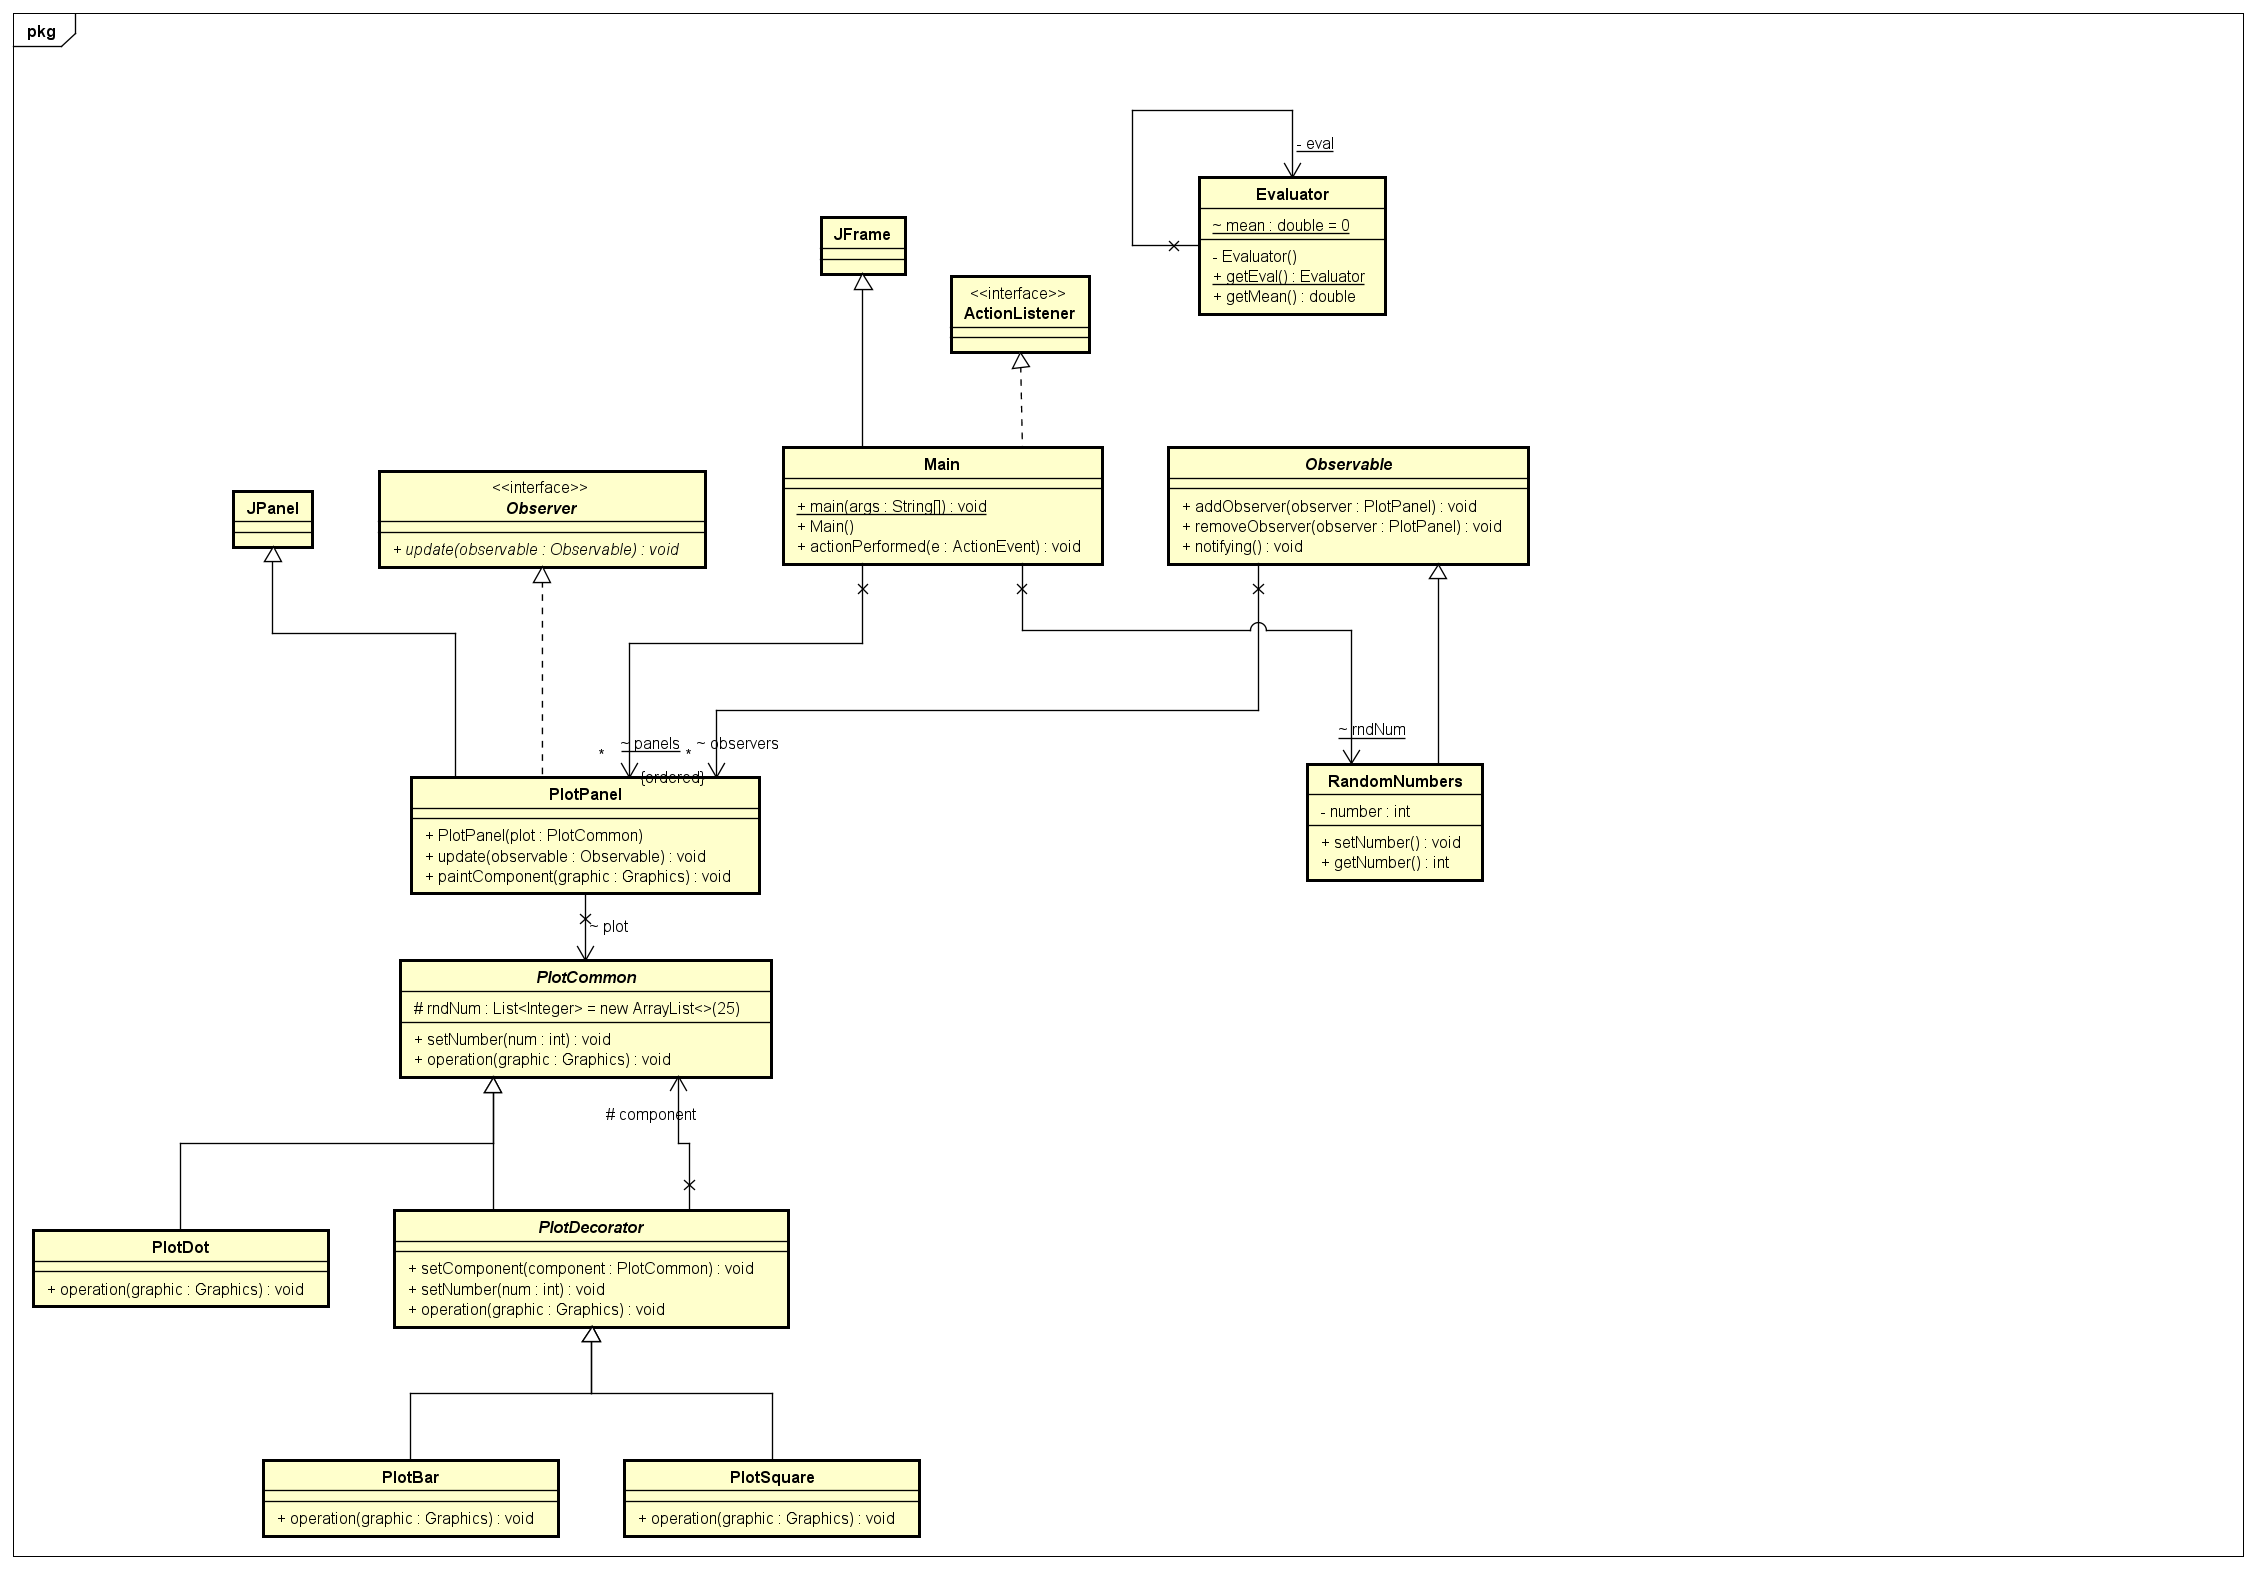 pkg
- eval
Evaluator
~ mean : double = 0
- Evaluator()
+ getEval() : Evaluator
+ getMean() : double
JFrame
<<interface>>
ActionListener
JPanel
<<interface>>
Observer
+ update(observable : Observable) : void
Main
+ main(args : String[]) : void
+ Main()
+ actionPerformed(e : ActionEvent) : void
Observable
+ addObserver(observer : PlotPanel) : void
+ removeObserver(observer : PlotPanel) : void
+ notifying() : void
* ~ panels
* ~ observers
{ordered}
~ rndNum
PlotPanel
+ PlotPanel(plot : PlotCommon)
+ update(observable : Observable) : void
+ paintComponent(graphic : Graphics) : void
RandomNumbers
- number : int
+ setNumber() : void
+ getNumber() : int
~ plot
PlotCommon
# rndNum : List<Integer> = new ArrayList<>(25)
+ setNumber(num : int) : void
+ operation(graphic : Graphics) : void
# component
PlotDot
+ operation(graphic : Graphics) : void
PlotDecorator
+ setComponent(component : PlotCommon) : void
+ setNumber(num : int) : void
+ operation(graphic : Graphics) : void
PlotBar
+ operation(graphic : Graphics) : void
PlotSquare
+ operation(graphic : Graphics) : void